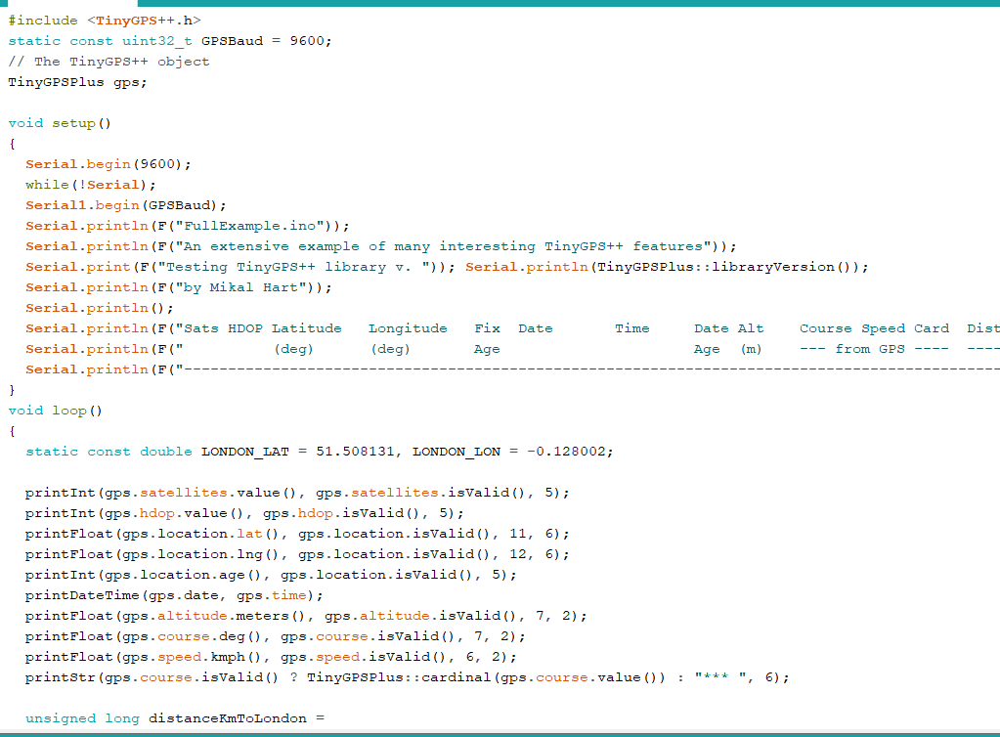 #include <TinyGPS++.h>
static const uint32_t GPSBaud = 9600;
// The TinyGPS++ object
TinyGPSPlus gps;

void setup()
{
  Serial.begin(9600);
  while(!Serial);
  Serial1.begin(GPSBaud);
  Serial.println(F("FullExample.ino"));
  Serial.println(F("An extensive example of many interesting TinyGPS++ features"));
  Serial.print(F("Testing TinyGPS++ library v. ")); Serial.println(TinyGPSPlus::libraryVersion());
  Serial.println(F("by Mikal Hart"));
  Serial.println();
  Serial.println(F("Sats HDOP Latitude   Longitude   Fix  Date       Time     Date Alt    Course Speed Card  Dist
  Serial.println(F("          (deg)      (deg)       Age                      Age  (m)    --- from GPS ----  ----
  Serial.println(F("---------------------------------------------------------------------------------------------
}
void loop()
{
  static const double LONDON_LAT = 51.508131, LONDON_LON = -0.128002;

  printInt(gps.satellites.value(), gps.satellites.isValid(), 5);
  printInt(gps.hdop.value(), gps.hdop.isValid(), 5);
  printFloat(gps.location.lat(), gps.location.isValid(), 11, 6);
  printFloat(gps.location.lng(), gps.location.isValid(), 12, 6);
  printInt(gps.location.age(), gps.location.isValid(), 5);
  printDateTime(gps.date, gps.time);
  printFloat(gps.altitude.meters(), gps.altitude.isValid(), 7, 2);
  printFloat(gps.course.deg(), gps.course.isValid(), 7, 2);
  printFloat(gps.speed.kmph(), gps.speed.isValid(), 6, 2);
  printStr(gps.course.isValid() ? TinyGPSPlus::cardinal(gps.course.value()) : "*** ", 6);

  unsigned long distanceKmToLondon =